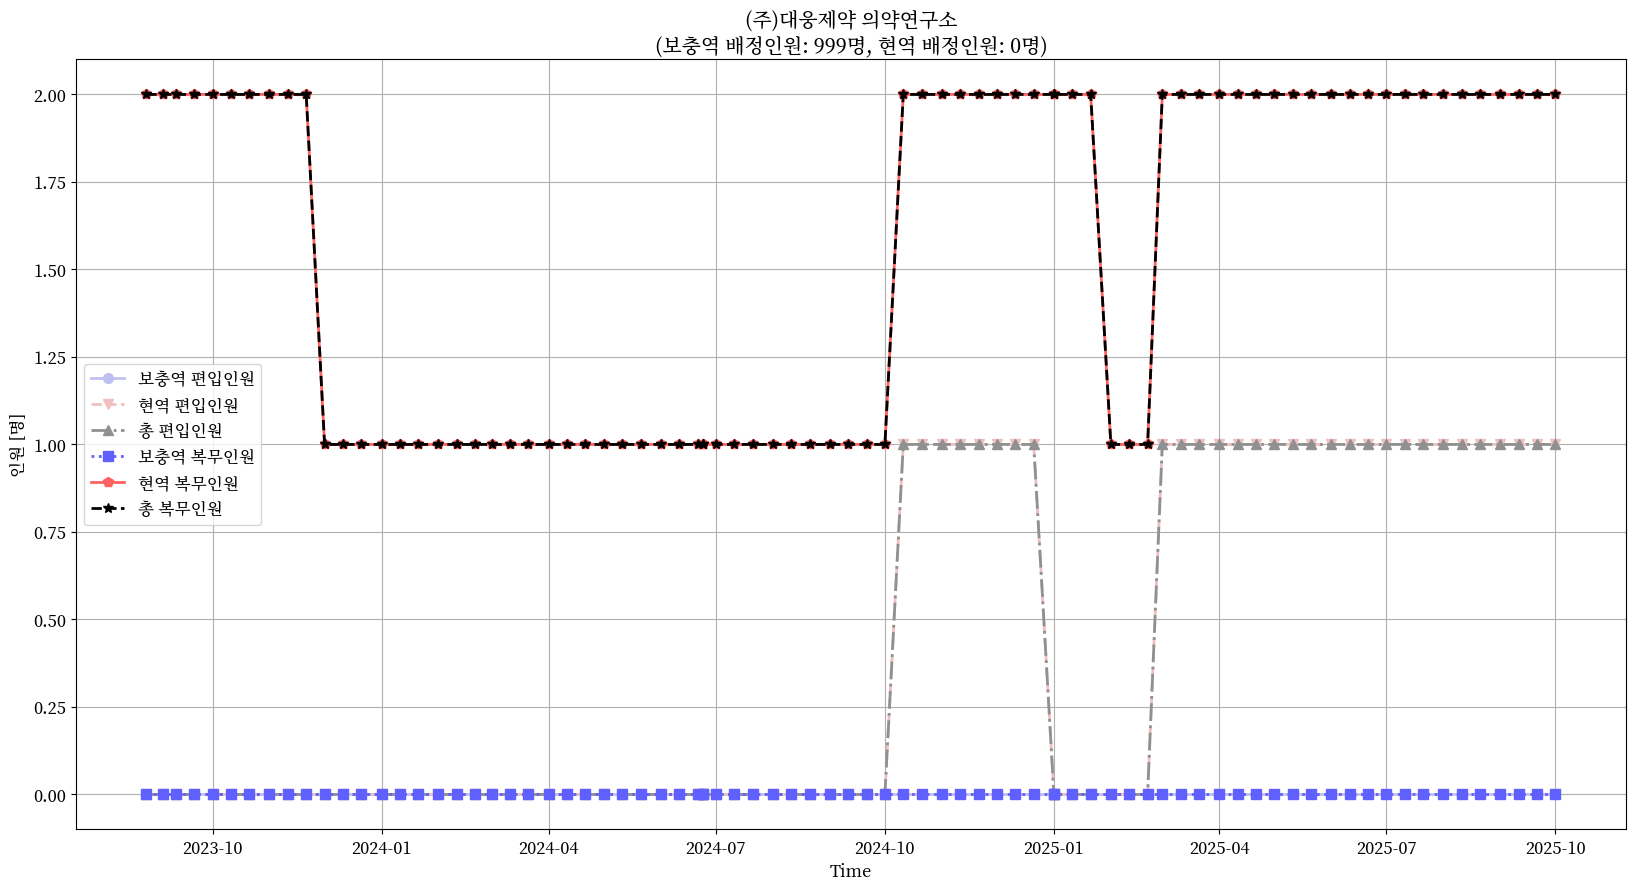 (주)대웅제약 의약연구소
(보충역 배정인원: 999명, 현역 배정인원: 0명)
인원 [명]
2.00
1.75
1.50
1.25
1.00
0.75
0.50
0.25
0.00
보충역 편입인원
현역 편입인원
총 편입인원
보충역 복무인원
현역 복무인원
총 복무인원
2023-10 2024-01 2024-04 2024-07 2024-10 2025-01 2025-04 2025-07 2025-10
Time